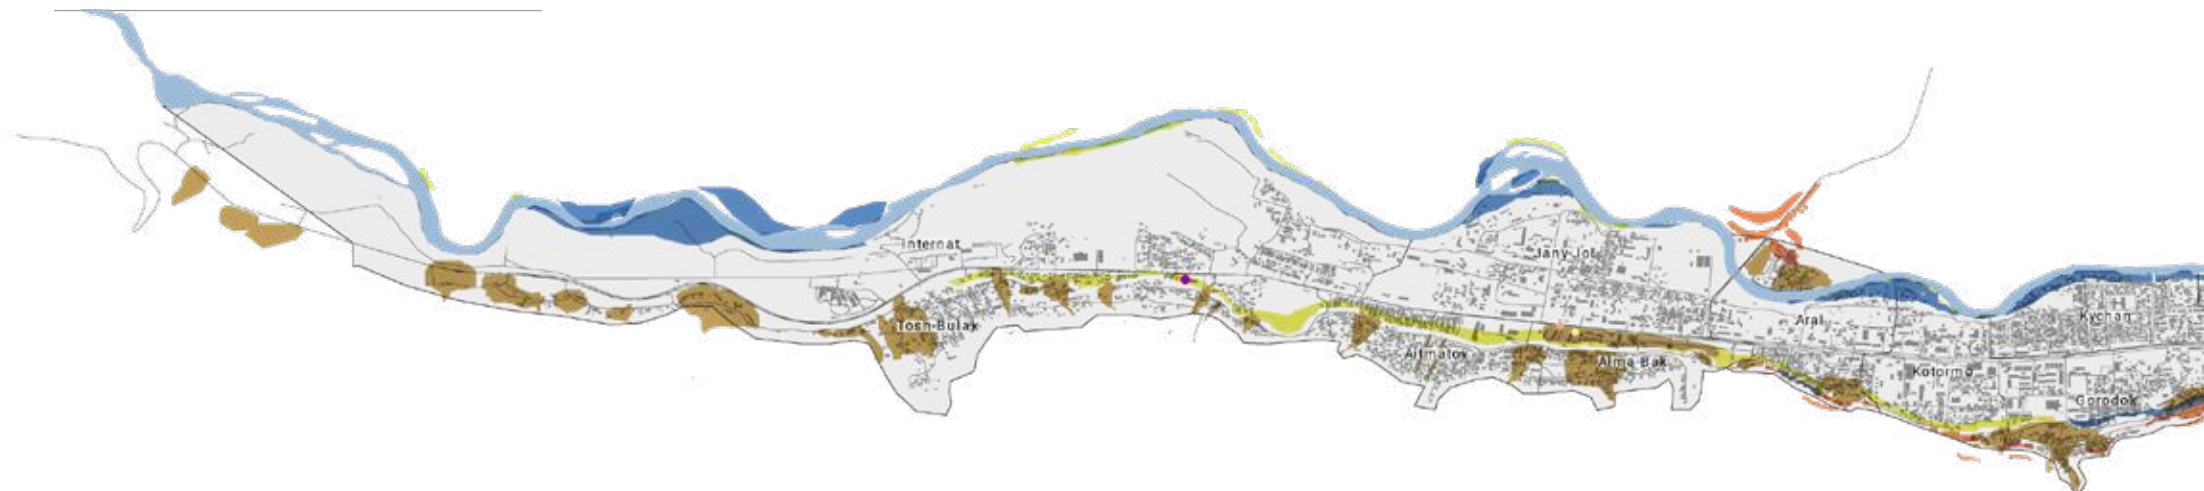 Internat
Jany-Jol
Tosh-Bulak
Aral
Kychan
Aitmatov
Alma-Bak
Kotormo
Gorodok